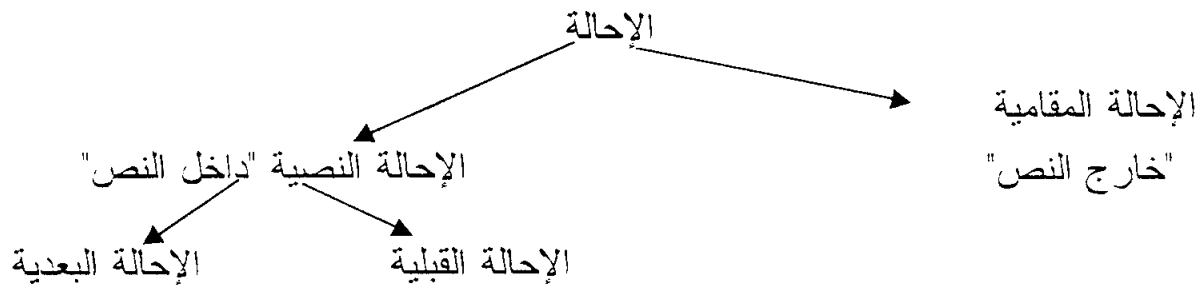 الإحالة
الإحالة المقامية
"خارج النص"
الإحالة النصية "داخل النص"
الإحالة القبلية
الإحالة البعدية